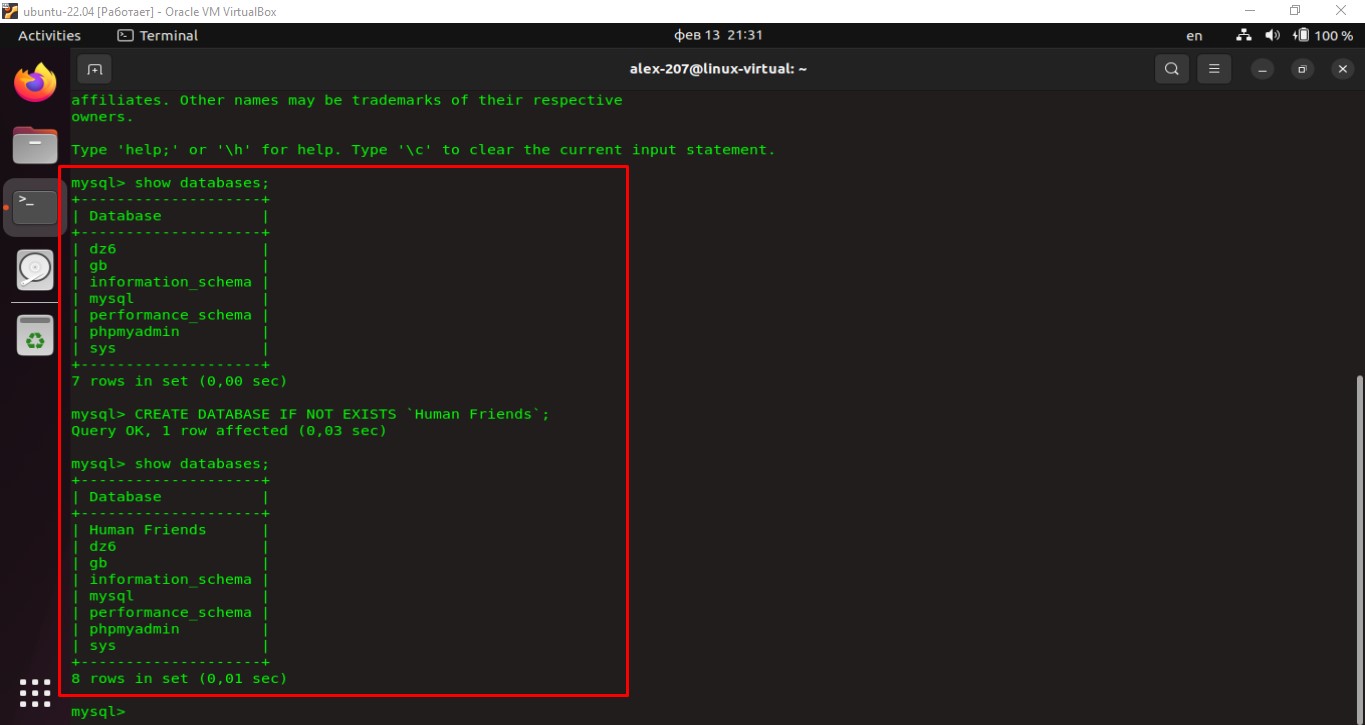 ubuntu-22.04 [Работает] - Oracle VM VirtualBox
Activities Terminal фев 13 21:31 en 100 %
alex-207@linux-virtual: ~
affiliates. Other names may be trademarks of their respective
owners.
Type 'help;' or '\h' for help. Type '\c' to clear the current input statement.
mysql> show databases;
+--------------------+
| Database           |
+--------------------+
| dz6                |
| gb                 |
| information_schema |
| mysql              |
| performance_schema |
| phpmyadmin         |
| sys                |
+--------------------+
7 rows in set (0,00 sec)
mysql> CREATE DATABASE IF NOT EXISTS `Human Friends`;
Query OK, 1 row affected (0,03 sec)
mysql> show databases;
+--------------------+
| Database           |
+--------------------+
| Human Friends      |
| dz6                |
| gb                 |
| information_schema |
| mysql              |
| performance_schema |
| phpmyadmin         |
| sys                |
+--------------------+
8 rows in set (0,01 sec)
mysql>